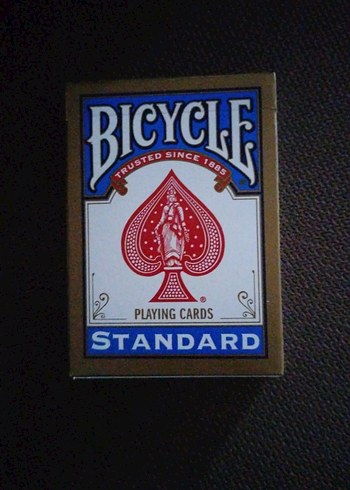 BICYCLE
TRUSTED SINCE 1885
®
PLAYING CARDS
STANDARD